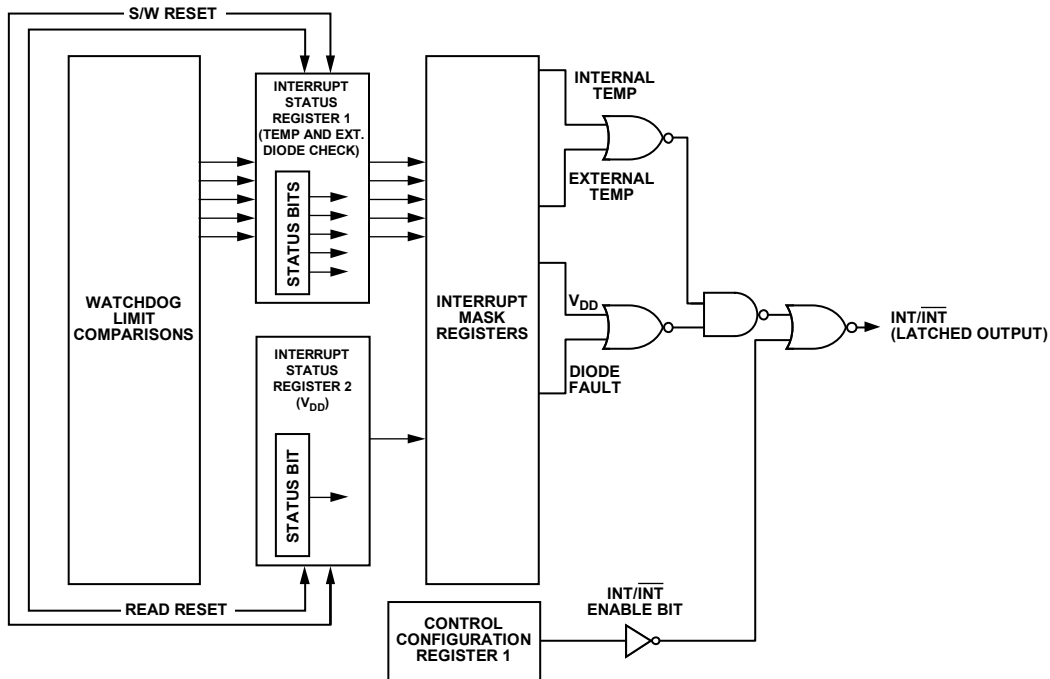 S/W RESET
INTERRUPT
STATUS
REGISTER 1
(TEMP AND EXT.
DIODE CHECK)
STATUS BITS
WATCHDOG
LIMIT
COMPARISONS
INTERRUPT
STATUS
REGISTER 2
(VDD)
STATUS BIT
READ RESET
INTERRUPT
MASK
REGISTERS
INTERNAL
TEMP
EXTERNAL
TEMP
VDD
DIODE
FAULT
INT/I̅N̅T̅
(LATCHED OUTPUT)
CONTROL
CONFIGURATION
REGISTER 1
INT/I̅N̅T̅
ENABLE BIT